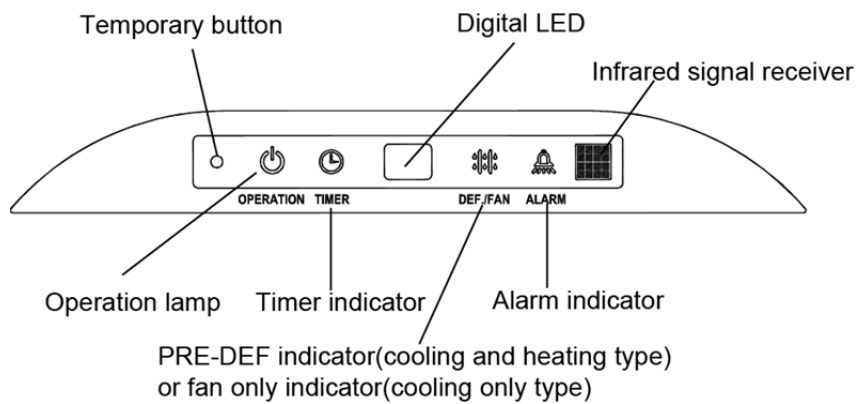 Temporary button
Digital LED
Infrared signal receiver
OPERATION TIMER DEF./FAN ALARM
Operation lamp
Timer indicator
Alarm indicator
PRE-DEF indicator(cooling and heating type)
or fan only indicator(cooling only type)